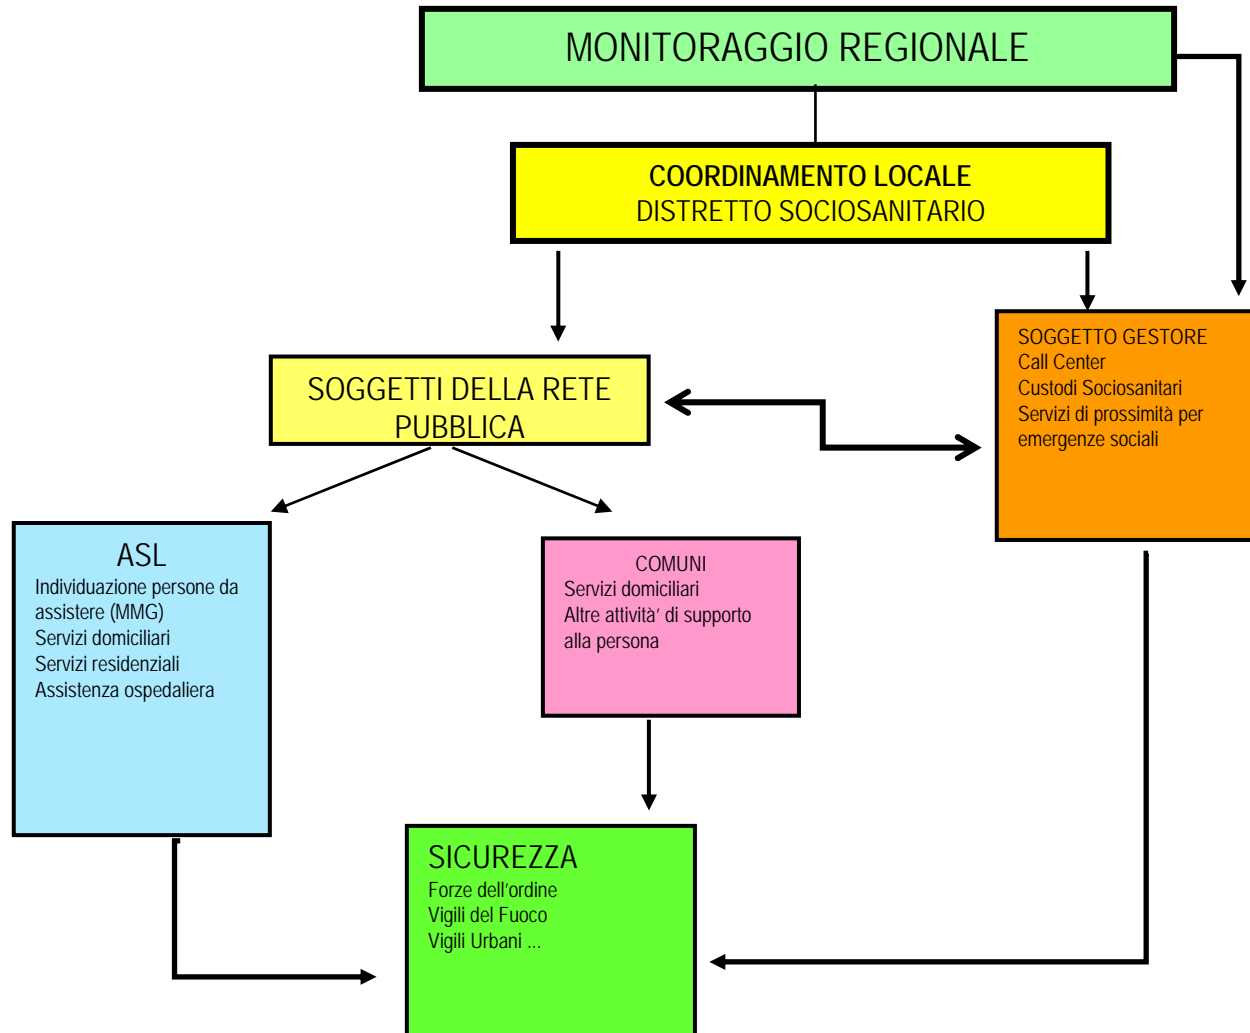 MONITORAGGIO REGIONALE
COORDINAMENTO LOCALE
DISTRETTO SOCIOSANITARIO
SOGGETTI DELLA RETE
PUBBLICA
SOGGETTO GESTORE
Call Center
Custodi Sociosanitari
Servizi di prossimità per
emergenze sociali
ASL
Individuazione persone da
assistere (MMG)
Servizi domiciliari
Servizi residenziali
Assistenza ospedaliera
COMUNI
Servizi domiciliari
Altre attività' di supporto
alla persona
SICUREZZA
Forze dell'ordine
Vigili del Fuoco
Vigili Urbani ...